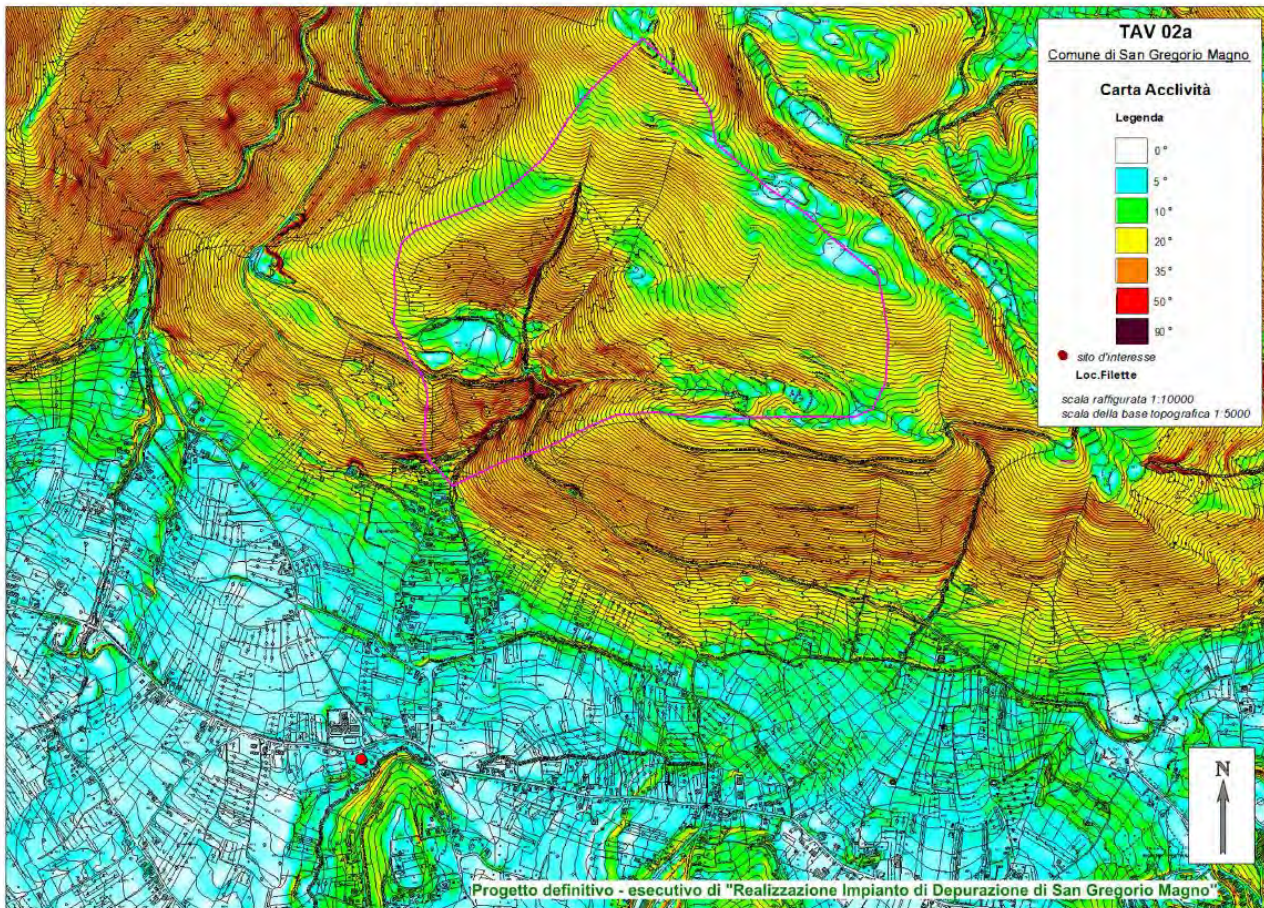 TAV 02a
Comune di San Gregorio Magno
Carta Acclività
Legenda
0 °
5 °
10 °
20 °
35 °
50 °
90 °
sito d'interesse
Loc.Filette
scala raffigurata 1:10000
scala della base topografica 1:5000
N
Progetto definitivo - esecutivo di "Realizzazione Impianto di Depurazione di San Gregorio Magno"